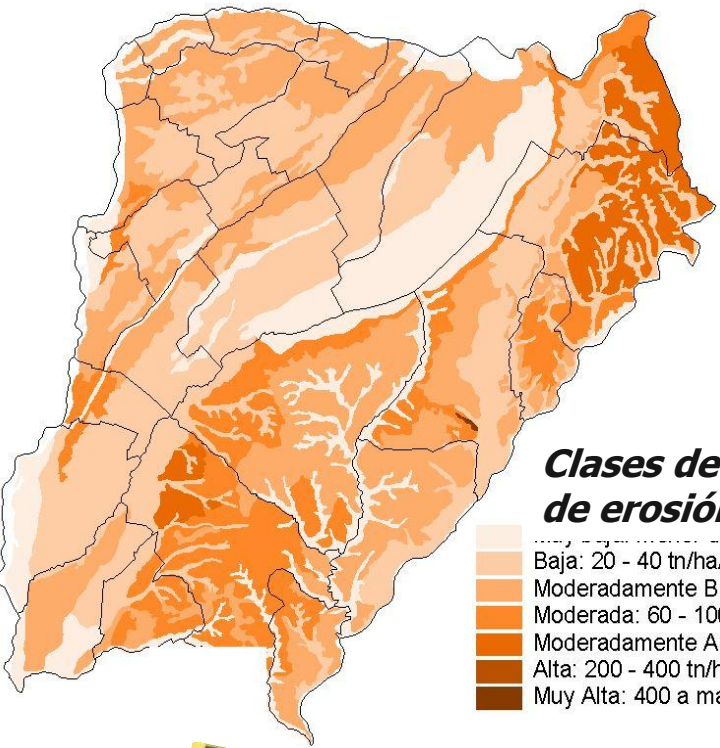 Clases de
de erosión
Baja: 20 - 40 tn/ha
Moderadamente B
Moderada: 60 - 100
Moderadamente A
Alta: 200 - 400 tn/h
Muy Alta: 400 a ma